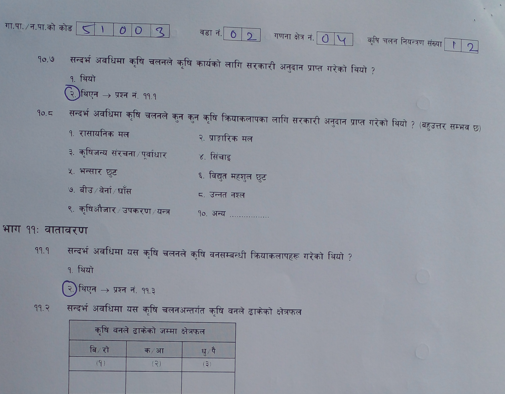 गा.पा./न.पा.को कोड 5 1 0 0 3 वडा नं. 0 2 गणना क्षेत्र नं. 0 4 कृषि चलन नियन्त्रण संख्या 1 2
१०.७ सन्दर्भ अवधिमा कृषि चलनले कृषि कार्यको लागि सरकारी अनुदान प्राप्त गरेको थियो ?
१. थियो
२. थिएन → प्रश्न नं. ११.१
१०.८ सन्दर्भ अवधिमा कृषि चलनले कुन कुन कृषि क्रियाकलापका लागि सरकारी अनुदान प्राप्त गरेको थियो ? (बहुउत्तर सम्भव छ)
१. रासायनिक मल २. प्राङ्गारिक मल
३. कृषिजन्य संरचना/पूर्वाधार ४. सिंचाइ
५. भन्सार छुट ६. विद्युत महशुल छुट
७. बीउ/बेर्ना/घाँस ८. उन्नत नश्ल
९. कृषिऔजार/उपकरण/यन्त्र १०. अन्य ................
भाग ११: वातावरण
११.१ सन्दर्भ अवधिमा यस कृषि चलनले कृषि वनसम्बन्धी क्रियाकलापहरू गरेको थियो ?
१. थियो
२. थिएन → प्रश्न नं. ११.३
११.२ सन्दर्भ अवधिमा यस कृषि चलनअन्तर्गत कृषि वनले ढाकेको क्षेत्रफल
कृषि वनले ढाकेको जम्मा क्षेत्रफल
बि/रो क/आ धु/पै
(१) (२) (३)